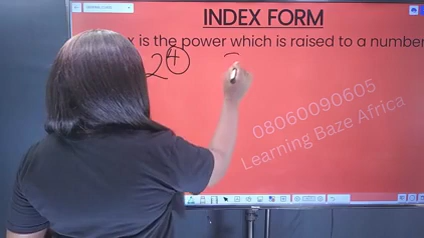 INDEX FORM
x is the power which is raised to a number
2 4
08060090605
Learning Baze Africa